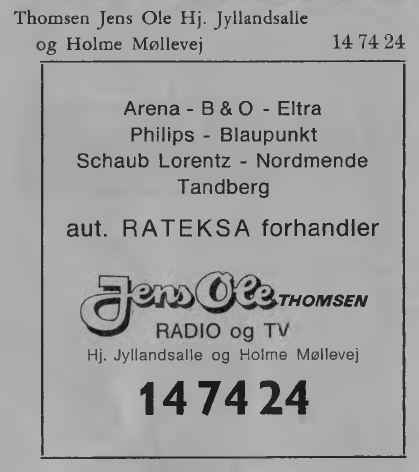 Thomsen Jens Ole Hj. Jyllandsalle
og Holme Møllevej 14 74 24
Arena - B & O - Eltra
Philips - Blaupunkt
Schaub Lorentz - Nordmende
Tandberg
aut. RATEKSA forhandler
Jens Ole THOMSEN
RADIO og TV
Hj. Jyllandsalle og Holme Møllevej
14 74 24